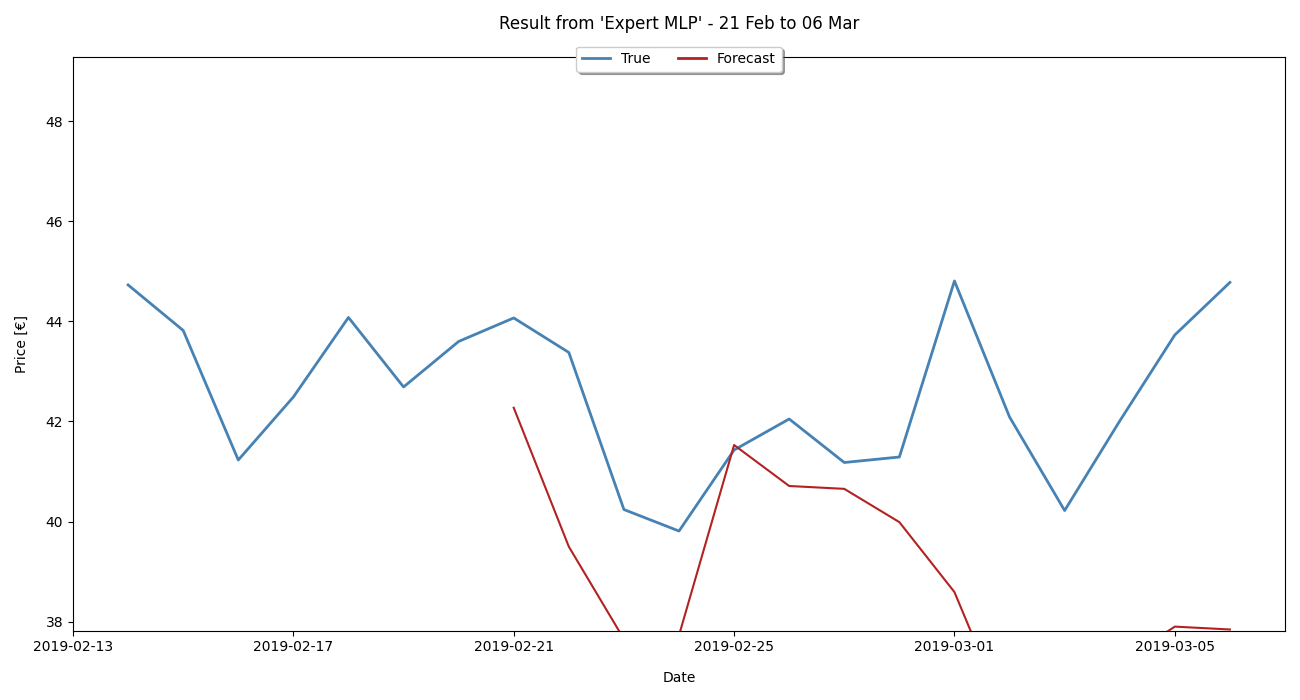 Result from 'Expert MLP' - 21 Feb to 06 Mar
True Forecast
48
46
44
42
40
38
Price [€]
2019-02-13 2019-02-17 2019-02-21 2019-02-25 2019-03-01 2019-03-05
Date